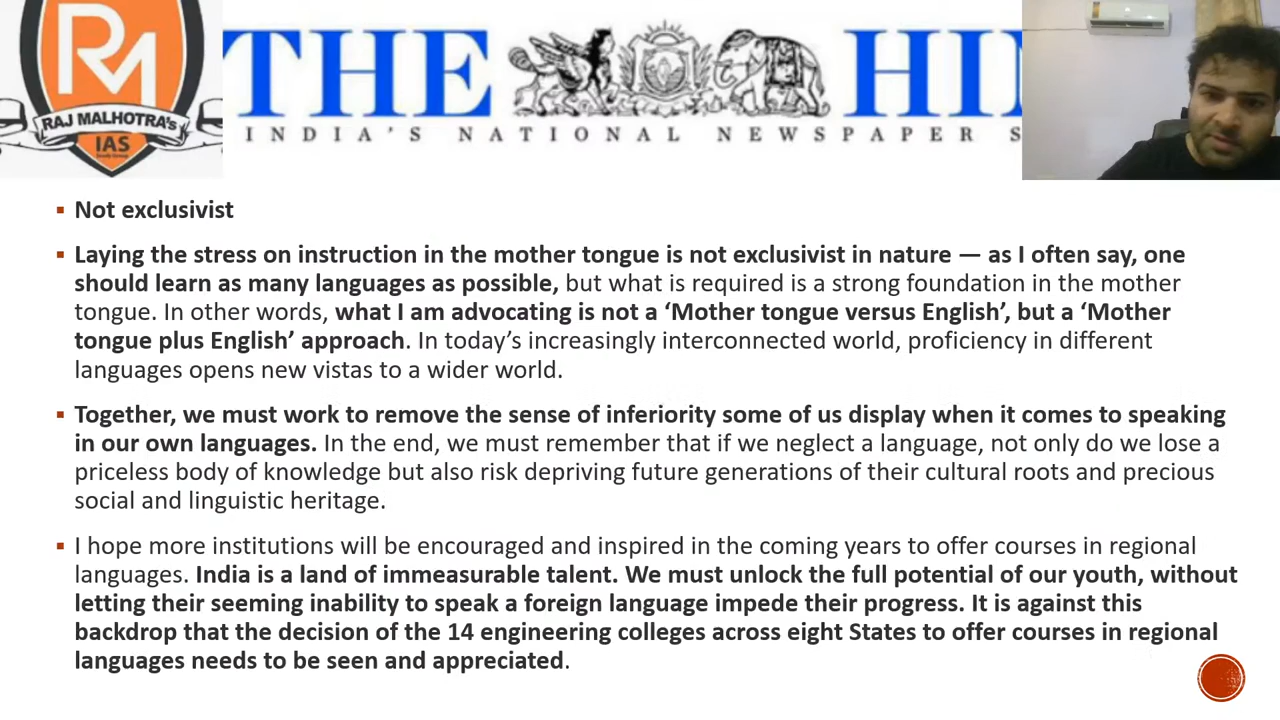 RM
RAJ MALHOTRA's
IAS
THE HI
INDIA'S NATIONAL NEWSPAPER S
Not exclusivist
Laying the stress on instruction in the mother tongue is not exclusivist in nature — as I often say, one
should learn as many languages as possible, but what is required is a strong foundation in the mother
tongue. In other words, what I am advocating is not a ‘Mother tongue versus English’, but a ‘Mother
tongue plus English’ approach. In today’s increasingly interconnected world, proficiency in different
languages opens new vistas to a wider world.
Together, we must work to remove the sense of inferiority some of us display when it comes to speaking
in our own languages. In the end, we must remember that if we neglect a language, not only do we lose a
priceless body of knowledge but also risk depriving future generations of their cultural roots and precious
social and linguistic heritage.
I hope more institutions will be encouraged and inspired in the coming years to offer courses in regional
languages. India is a land of immeasurable talent. We must unlock the full potential of our youth, without
letting their seeming inability to speak a foreign language impede their progress. It is against this
backdrop that the decision of the 14 engineering colleges across eight States to offer courses in regional
languages needs to be seen and appreciated.